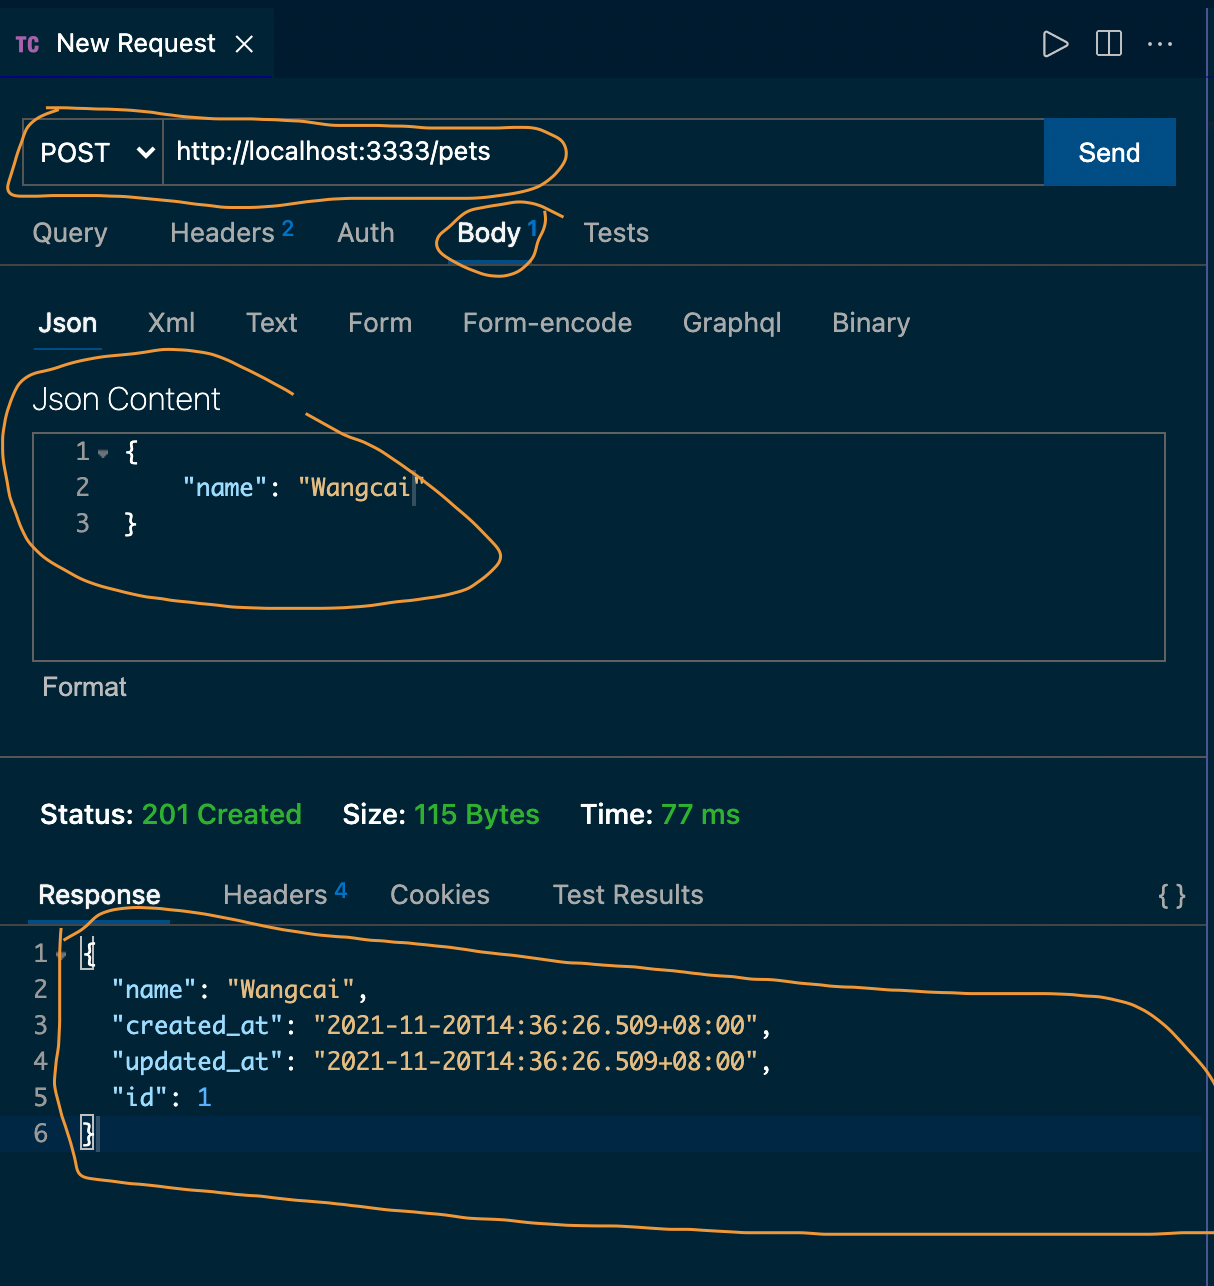 TC New Request
POST http://localhost:3333/pets Send
Query Headers 2 Auth Body 1 Tests
Json Xml Text Form Form-encode Graphql Binary
Json Content
1 {
2 "name": "Wangcai"
3 }
Format
Status: 201 Created Size: 115 Bytes Time: 77 ms
Response Headers 4 Cookies Test Results { }
1 {
2 "name": "Wangcai",
3 "created_at": "2021-11-20T14:36:26.509+08:00",
4 "updated_at": "2021-11-20T14:36:26.509+08:00",
5 "id": 1
6 }